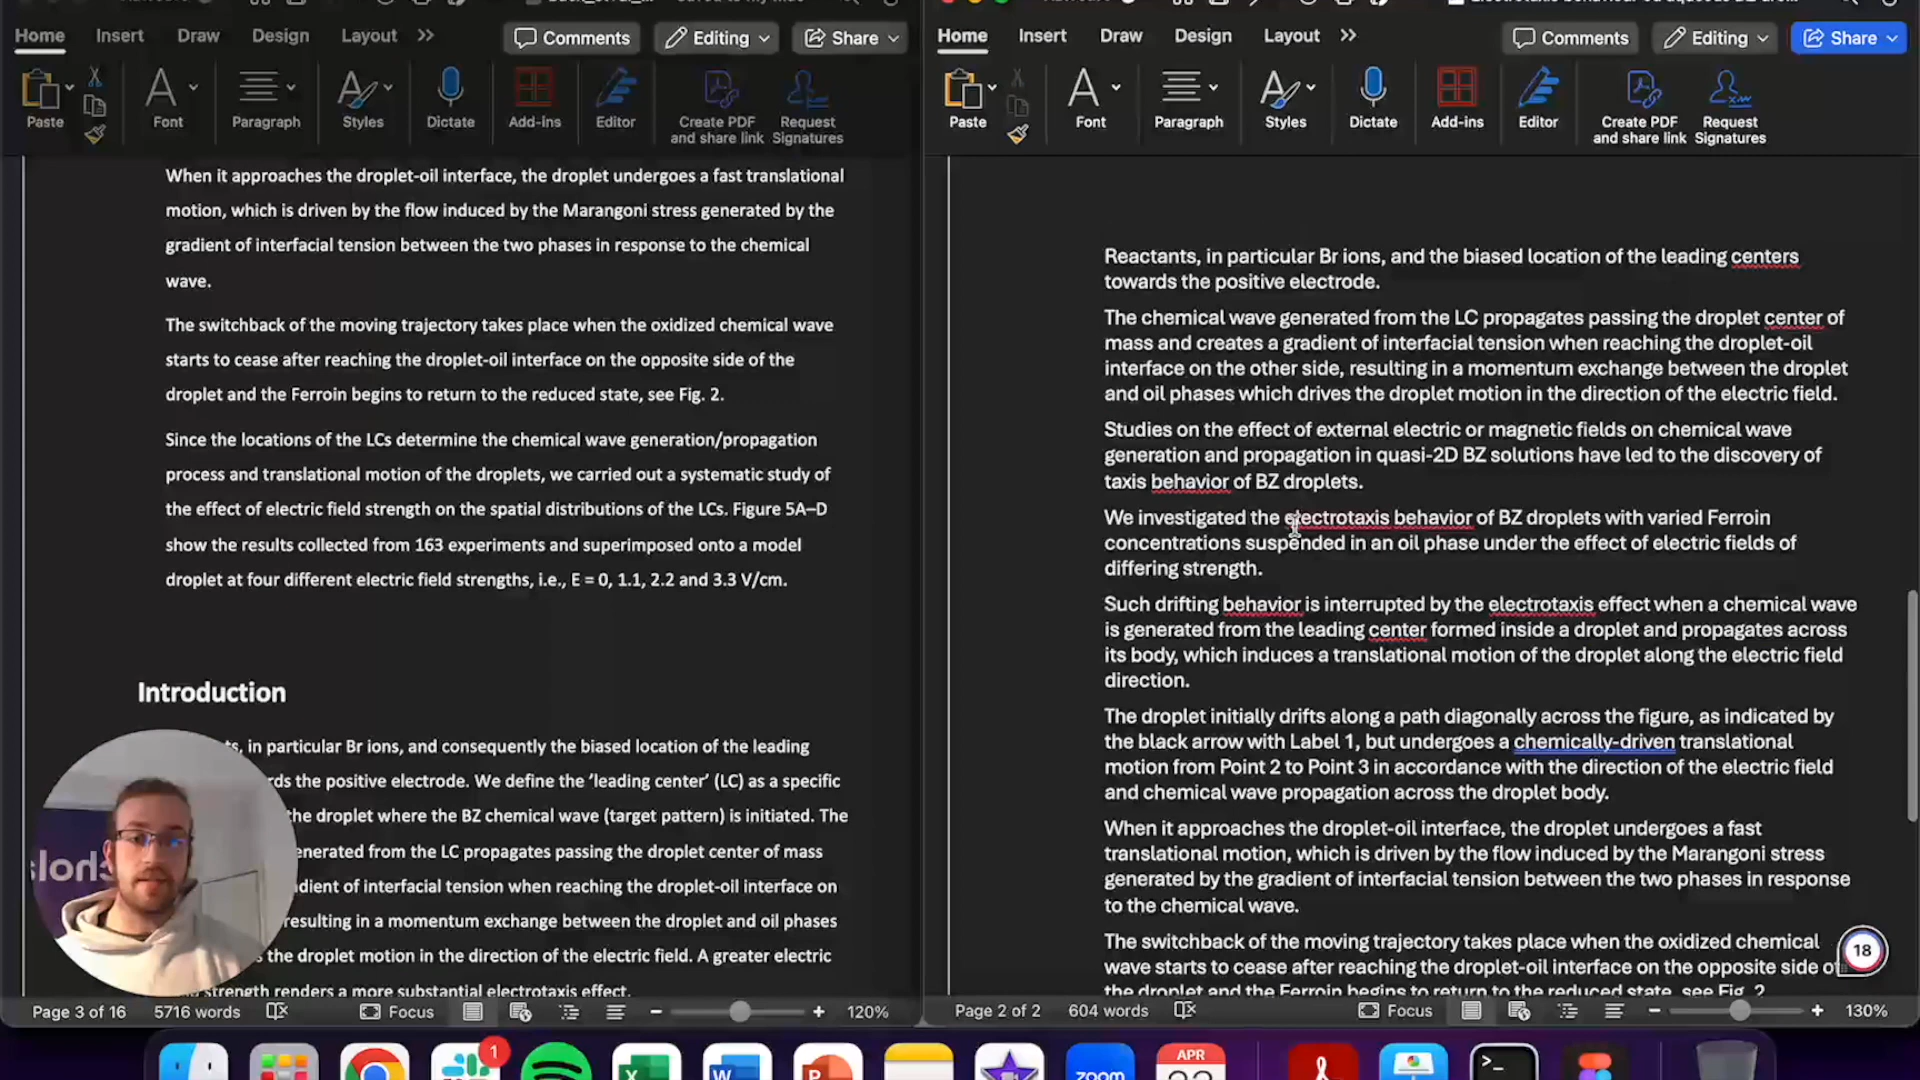 Home Insert Draw Design Layout >> Comments Editing Share
Paste Font Paragraph Styles Dictate Add-ins Editor Create PDF and share link Request Signatures
When it approaches the droplet-oil interface, the droplet undergoes a fast translational
motion, which is driven by the flow induced by the Marangoni stress generated by the
gradient of interfacial tension between the two phases in response to the chemical
wave.
The switchback of the moving trajectory takes place when the oxidized chemical wave
starts to cease after reaching the droplet-oil interface on the opposite side of the
droplet and the Ferroin begins to return to the reduced state, see Fig. 2.
Since the locations of the LCs determine the chemical wave generation/propagation
process and translational motion of the droplets, we carried out a systematic study of
the effect of electric field strength on the spatial distributions of the LCs. Figure 5A–D
show the results collected from 163 experiments and superimposed onto a model
droplet at four different electric field strengths, i.e., E = 0, 1.1, 2.2 and 3.3 V/cm.
Introduction
in particular Br ions, and consequently the biased location of the leading
the positive electrode. We define the ‘leading center’ (LC) as a specific
the droplet where the BZ chemical wave (target pattern) is initiated. The
from the LC propagates passing the droplet center of mass
of interfacial tension when reaching the droplet-oil interface on
resulting in a momentum exchange between the droplet and oil phases
the droplet motion in the direction of the electric field. A greater electric
strength renders a more substantial electrotaxis effect.
Page 3 of 16 5716 words Focus 120%
Home Insert Draw Design Layout >> Comments Editing Share
Paste Font Paragraph Styles Dictate Add-ins Editor Create PDF and share link Request Signatures
Reactants, in particular Br ions, and the biased location of the leading centers
towards the positive electrode.
The chemical wave generated from the LC propagates passing the droplet center of
mass and creates a gradient of interfacial tension when reaching the droplet-oil
interface on the other side, resulting in a momentum exchange between the droplet
and oil phases which drives the droplet motion in the direction of the electric field.
Studies on the effect of external electric or magnetic fields on chemical wave
generation and propagation in quasi-2D BZ solutions have led to the discovery of
taxis behavior of BZ droplets.
We investigated the electrotaxis behavior of BZ droplets with varied Ferroin
concentrations suspended in an oil phase under the effect of electric fields of
differing strength.
Such drifting behavior is interrupted by the electrotaxis effect when a chemical wave
is generated from the leading center formed inside a droplet and propagates across
its body, which induces a translational motion of the droplet along the electric field
direction.
The droplet initially drifts along a path diagonally across the figure, as indicated by
the black arrow with Label 1, but undergoes a chemically-driven translational
motion from Point 2 to Point 3 in accordance with the direction of the electric field
and chemical wave propagation across the droplet body.
When it approaches the droplet-oil interface, the droplet undergoes a fast
translational motion, which is driven by the flow induced by the Marangoni stress
generated by the gradient of interfacial tension between the two phases in response
to the chemical wave.
The switchback of the moving trajectory takes place when the oxidized chemical
wave starts to cease after reaching the droplet-oil interface on the opposite side of
the droplet and the Ferroin begins to return to the reduced state, see Fig. 2
18
Page 2 of 2 604 words Focus 130%
1
zoom
APR